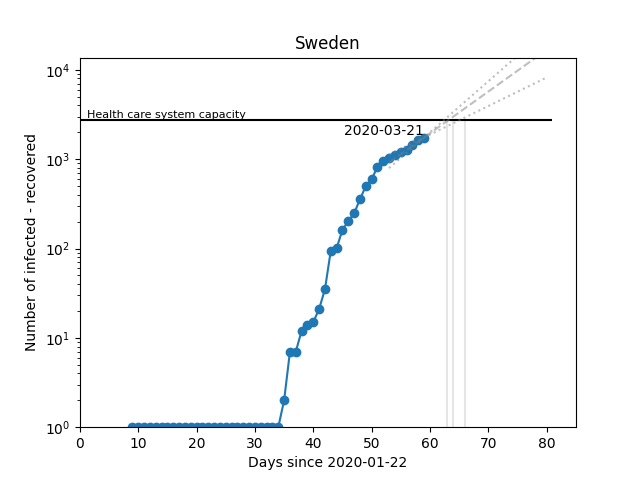 Sweden
Number of infected - recovered
10^4
10^3
10^2
10^1
10^0
Health care system capacity
2020-03-21
0 10 20 30 40 50 60 70 80
Days since 2020-01-22